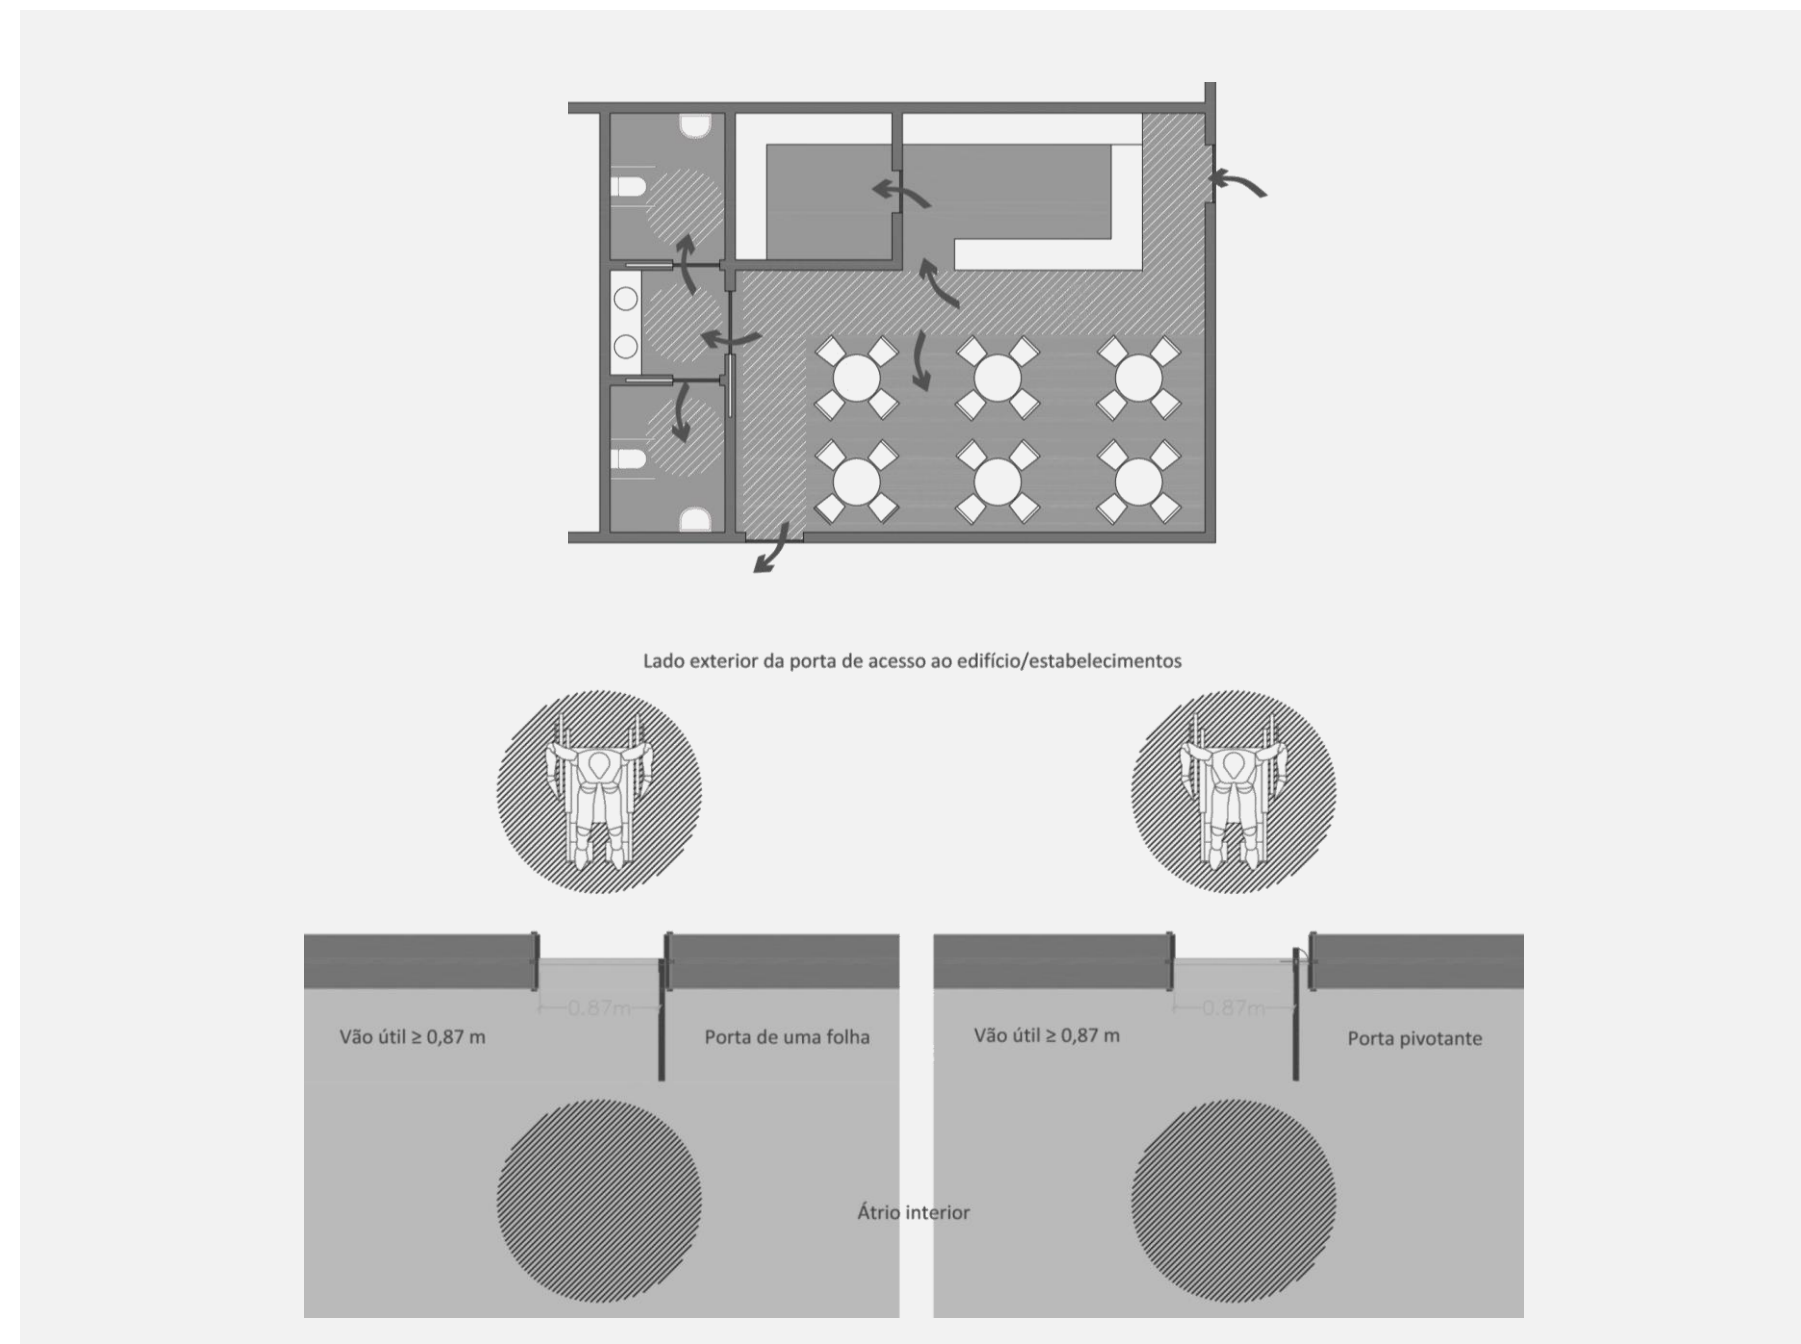 Lado exterior da porta de acesso ao edifício/estabelecimentos
0.87m
0.87m
Vão útil ≥ 0,87 m
Porta de uma folha
Vão útil ≥ 0,87 m
Porta pivotante
Átrio interior